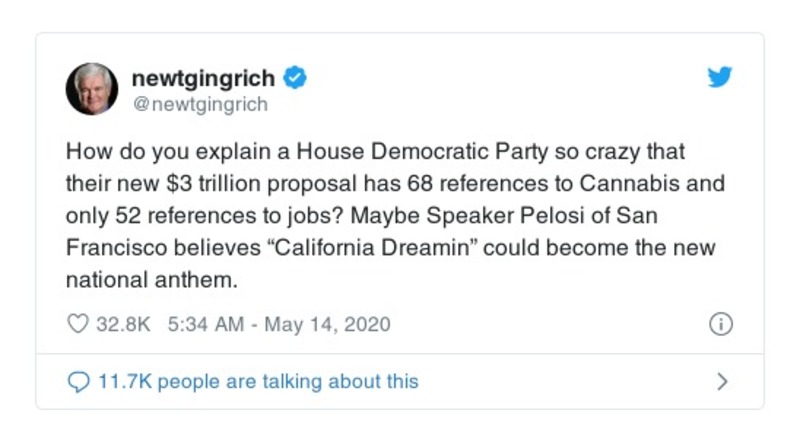 newtgingrich
@newtgingrich
How do you explain a House Democratic Party so crazy that
their new $3 trillion proposal has 68 references to Cannabis and
only 52 references to jobs? Maybe Speaker Pelosi of San
Francisco believes “California Dreamin” could become the new
national anthem.
32.8K 5:34 AM - May 14, 2020
11.7K people are talking about this